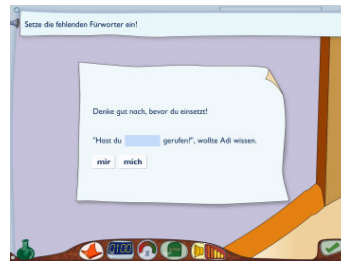 Setze die fehlenden Fürwörter ein!
Denke gut nach, bevor du einsetzt!
"Hast du gerufen?", wollte Adi wissen.
mir mich
0100